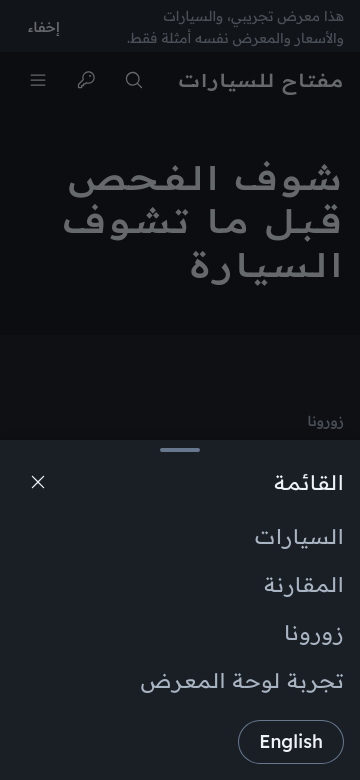 هذا معرض تجريبي، والسيارات
والأسعار والمعرض نفسه أمثلة فقط.
إخفاء
مفتاح للسيارات
شوف الفحص
قبل ما تشوف
السيارة
زورونا
القائمة
السيارات
المقارنة
زورونا
تجربة لوحة المعرض
English